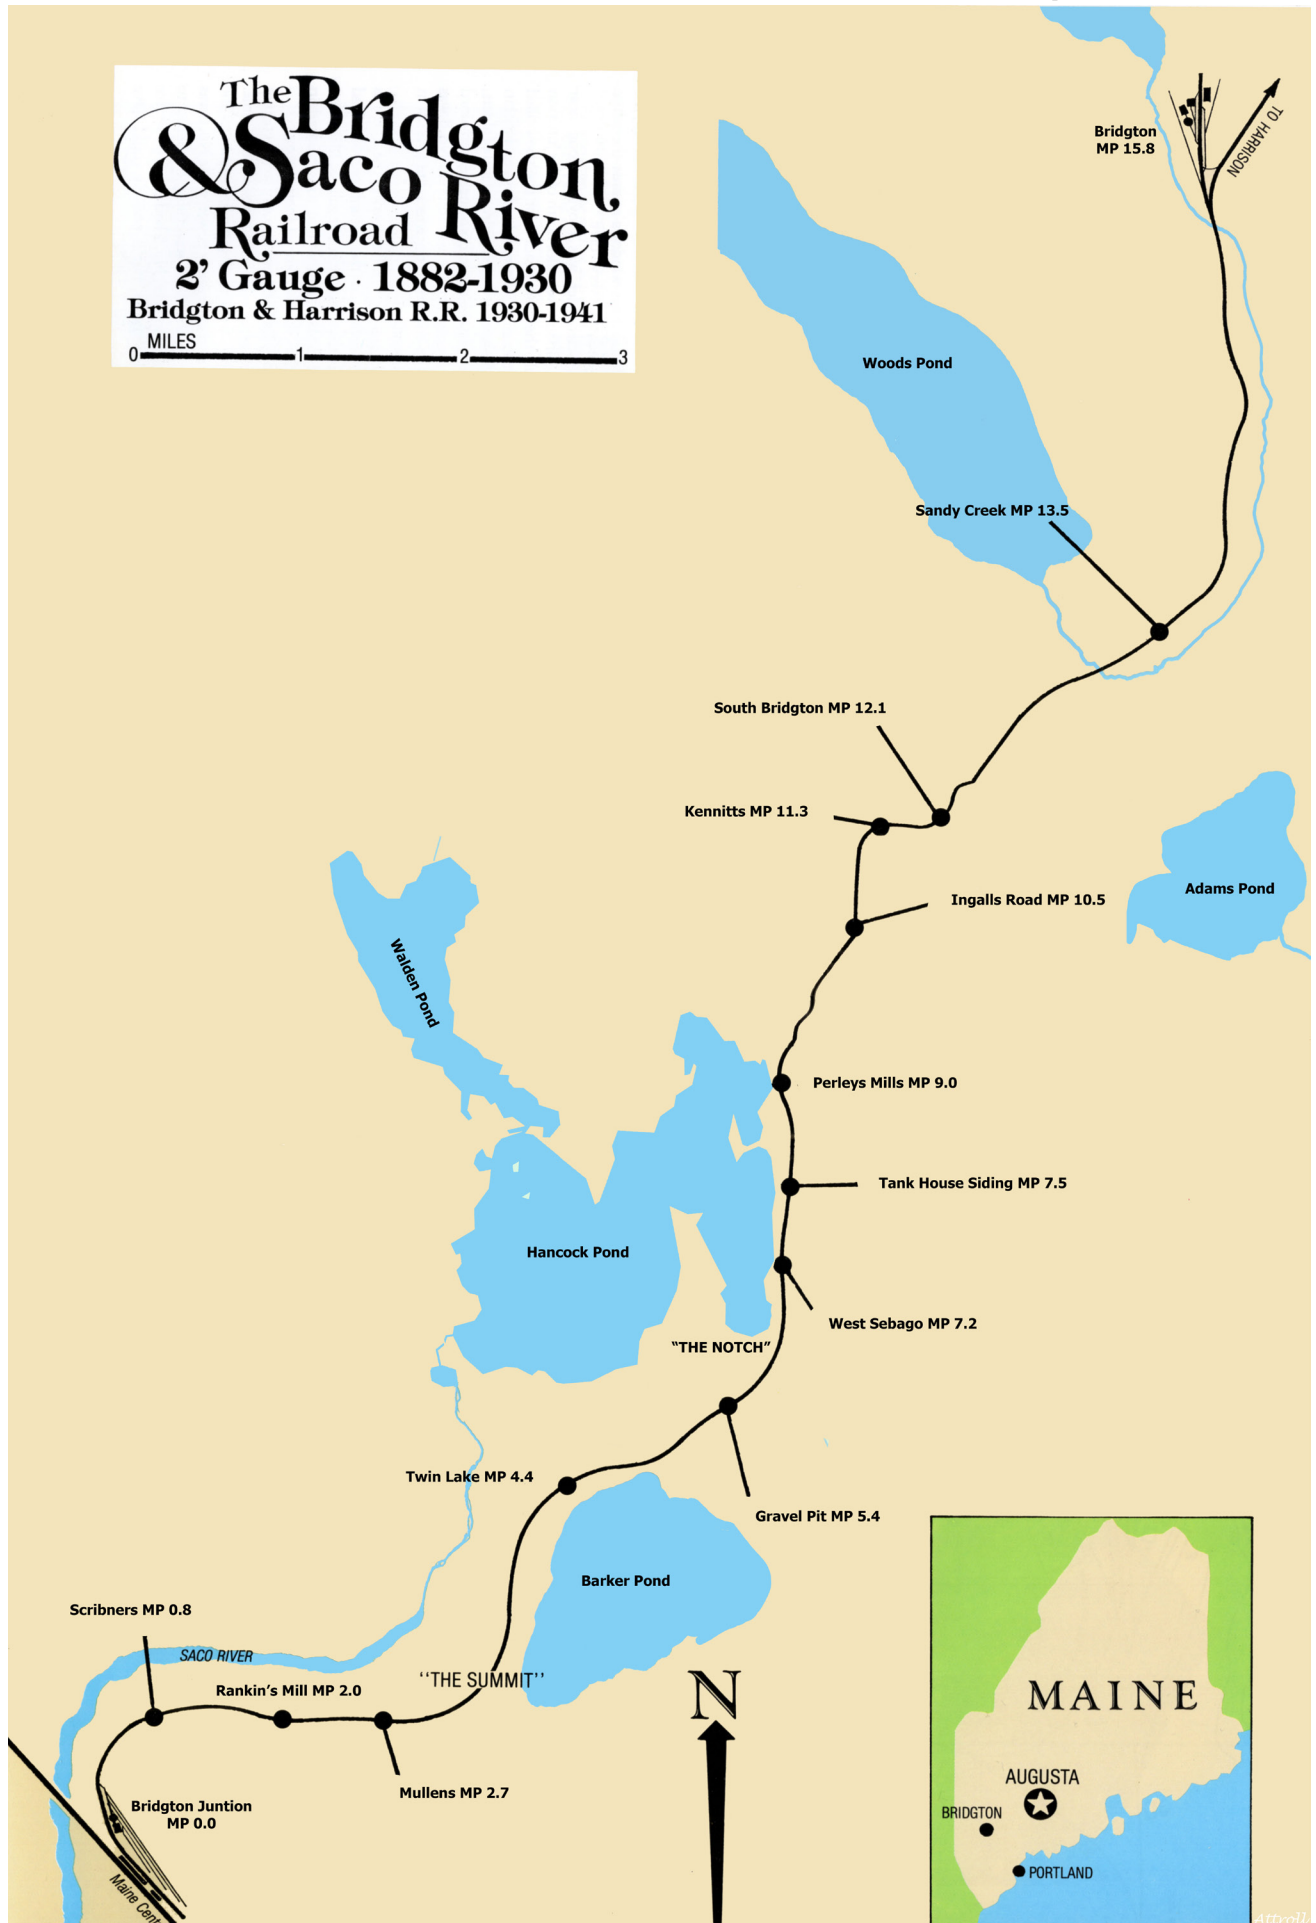 The Bridgton
& Saco River
Railroad
2' Gauge · 1882-1930
Bridgton & Harrison R.R. 1930-1941
MILES
0 1 2 3
Bridgton
MP 15.8
TO HARRISON
Woods Pond
Sandy Creek MP 13.5
South Bridgton MP 12.1
Kennitts MP 11.3
Adams Pond
Ingalls Road MP 10.5
Walden Pond
Perleys Mills MP 9.0
Tank House Siding MP 7.5
Hancock Pond
West Sebago MP 7.2
“THE NOTCH”
Twin Lake MP 4.4
Gravel Pit MP 5.4
Barker Pond
Scribners MP 0.8
SACO RIVER
"THE SUMMIT"
Rankin’s Mill MP 2.0
N
Mullens MP 2.7
Bridgton Juntion
MP 0.0
Maine Cent
MAINE
AUGUSTA
BRIDGTON
PORTLAND